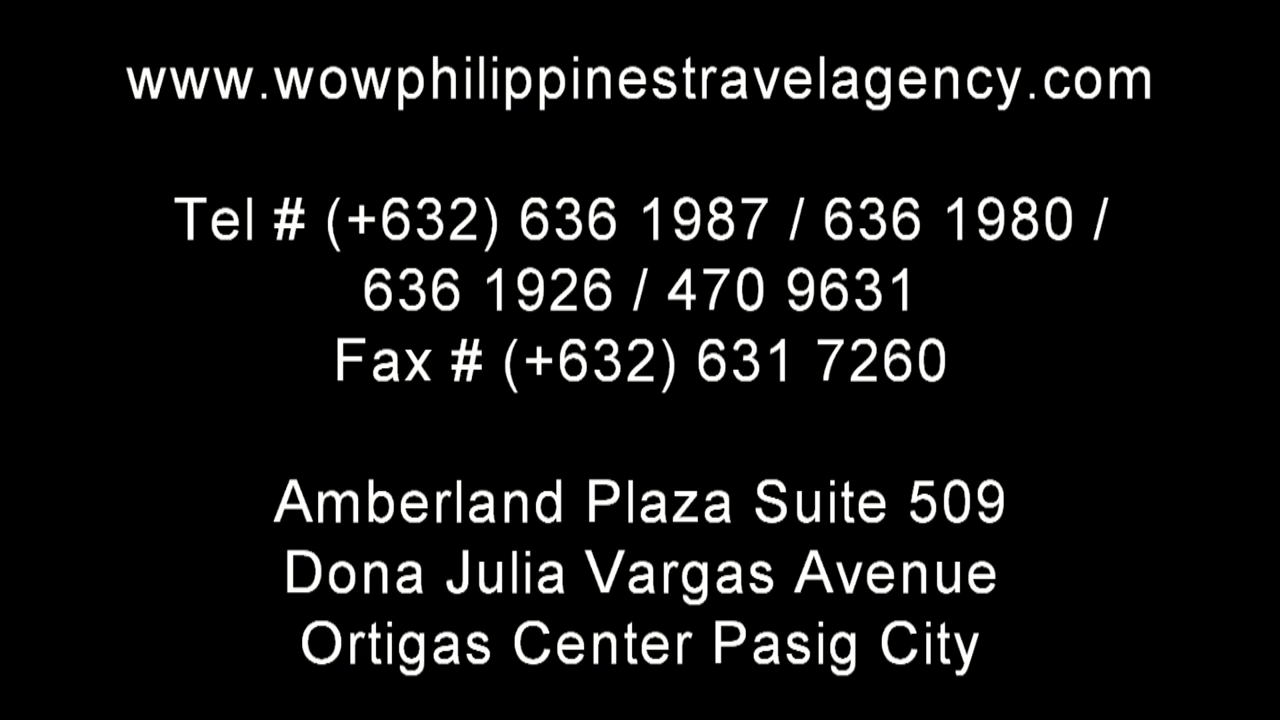 www.wowphilippinestravelagency.com
Tel # (+632) 636 1987 / 636 1980 /
636 1926 / 470 9631
Fax # (+632) 631 7260
Amberland Plaza Suite 509
Dona Julia Vargas Avenue
Ortigas Center Pasig City